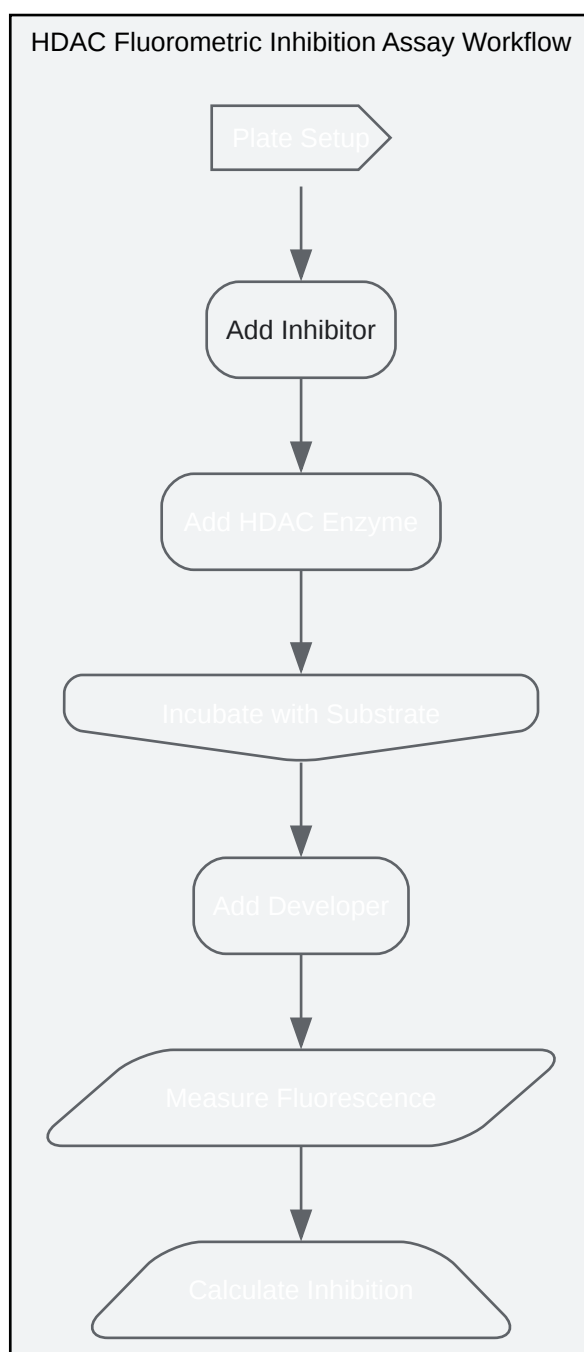 HDAC Fluorometric Inhibition Assay Workflow
Plate Setup
Add Inhibitor
Add HDAC Enzyme
Incubate with Substrate
Add Developer
Measure Fluorescence
Calculate Inhibition